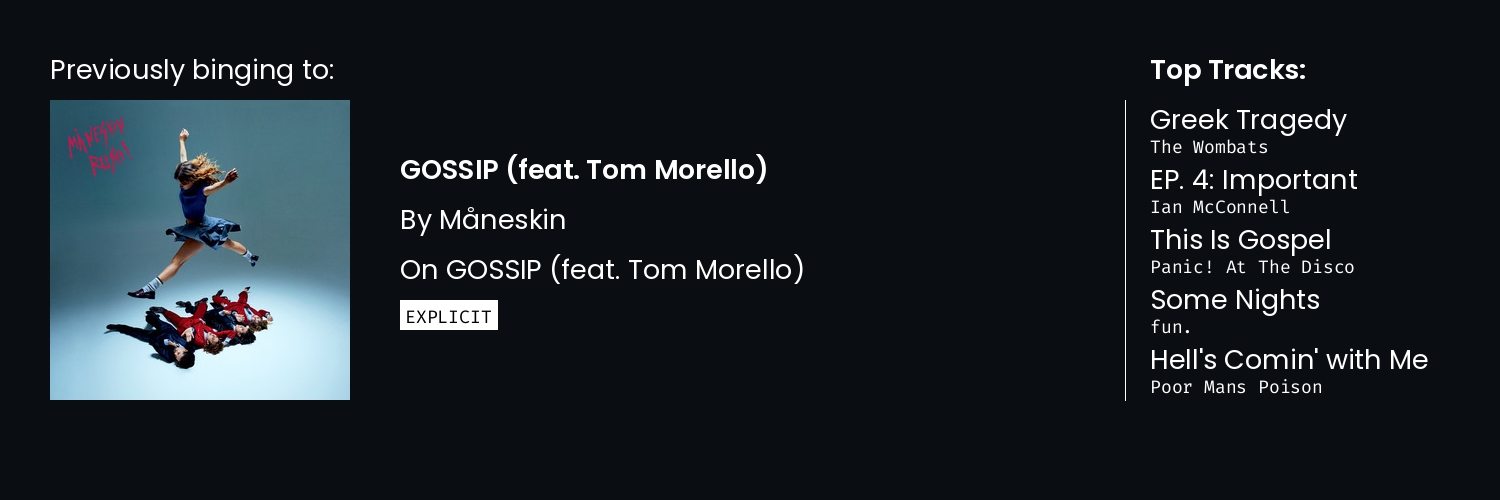 Previously binging to:
MÅNESKIN
RUSH!
GOSSIP (feat. Tom Morello)
By Måneskin
On GOSSIP (feat. Tom Morello)
EXPLICIT
Top Tracks:
Greek Tragedy
The Wombats
EP. 4: Important
Ian McConnell
This Is Gospel
Panic! At The Disco
Some Nights
fun.
Hell's Comin' with Me
Poor Mans Poison